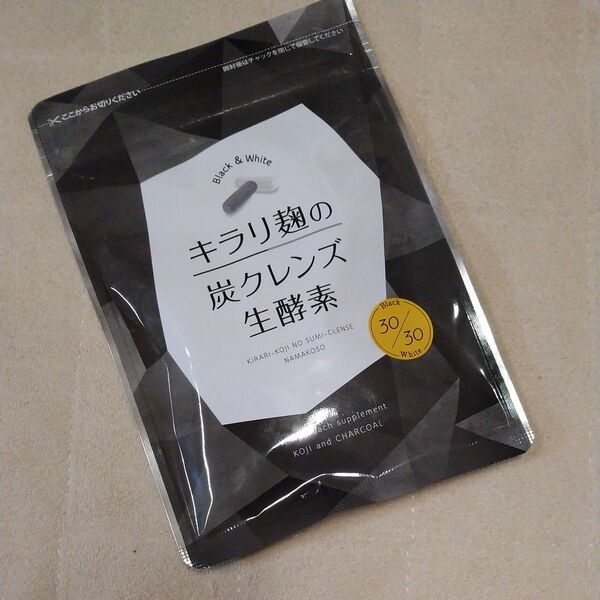 開封後はチャックを閉じて保管してください
ここからお切りください
Black & White
キラリ麹の
炭クレンズ
生酵素
KIRARI-KOJI NO SUMI-CLENSE
NAMAKOSO
Black
30/30
White
each supplement
KOJI and CHARCOAL